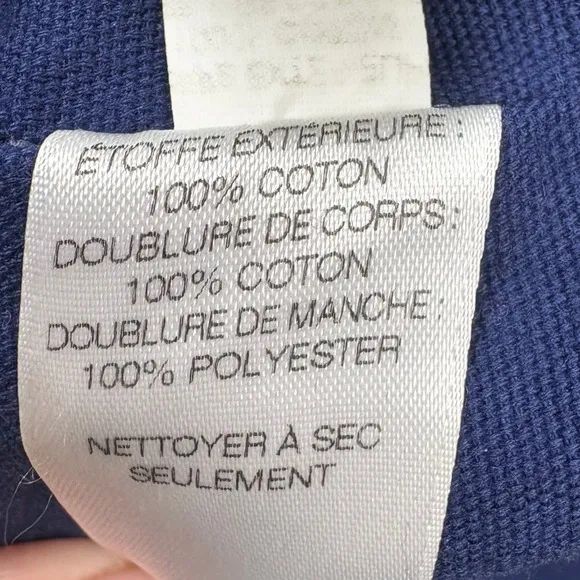 ÉTOFFE EXTÉRIEURE:
100% COTON
DOUBLURE DE CORPS:
100% COTON
DOUBLURE DE MANCHE:
100% POLYESTER
NETTOYER À SEC
SEULEMENT